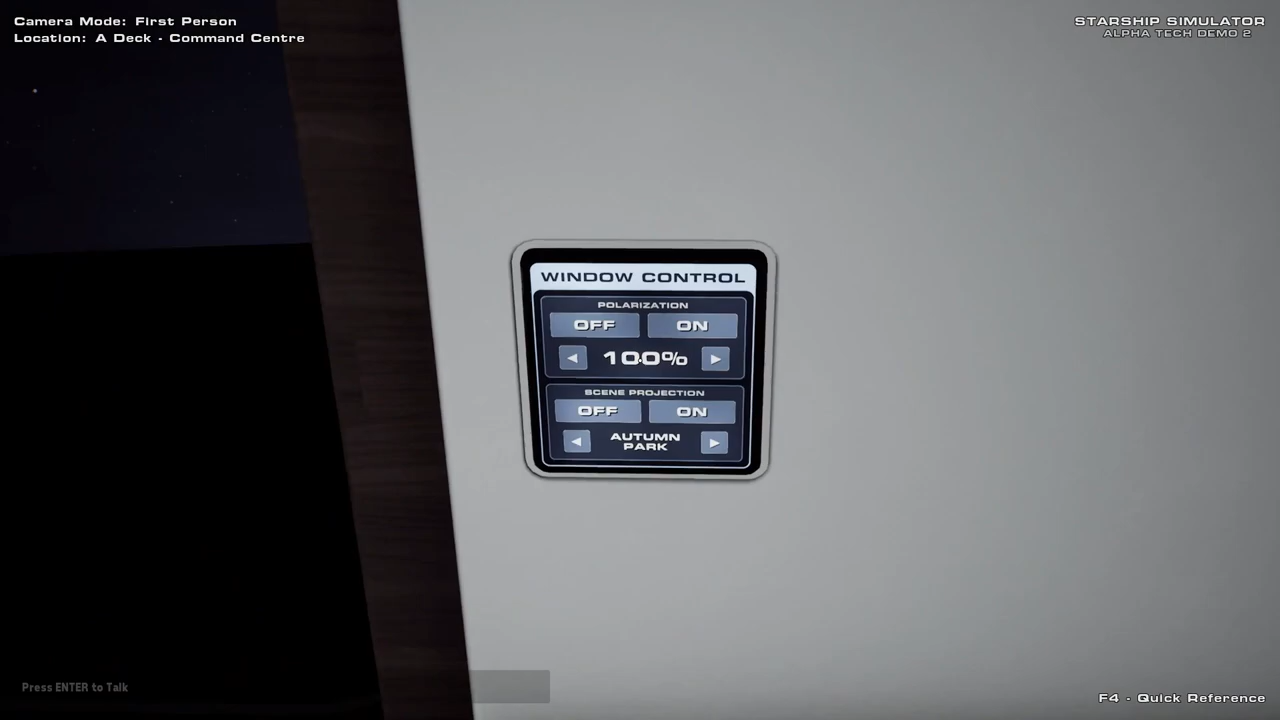 Camera Mode: First Person
Location: A Deck - Command Centre
STARSHIP SIMULATOR
ALPHA TECH DEMO 2
WINDOW CONTROL
POLARIZATION
OFF ON
100%
SCENE PROJECTION
OFF ON
AUTUMN
PARK
Press ENTER to Talk
F4 - Quick Reference